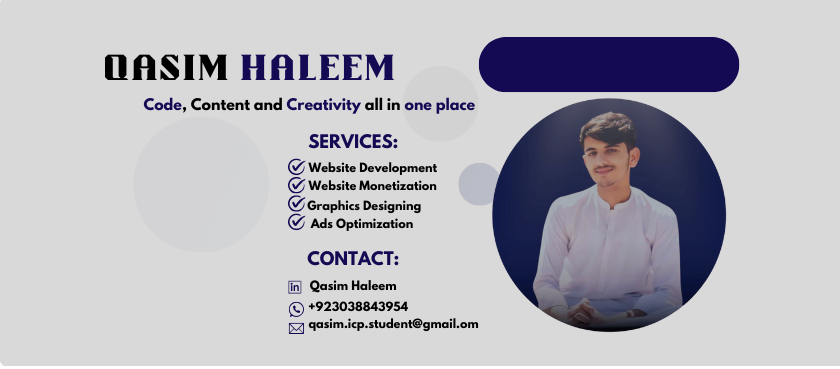 QASIM HALEEM
Code, Content and Creativity all in one place
SERVICES:
Website Development
Website Monetization
Graphics Designing
Ads Optimization
CONTACT:
in Qasim Haleem
+923038843954
qasim.icp.student@gmail.om